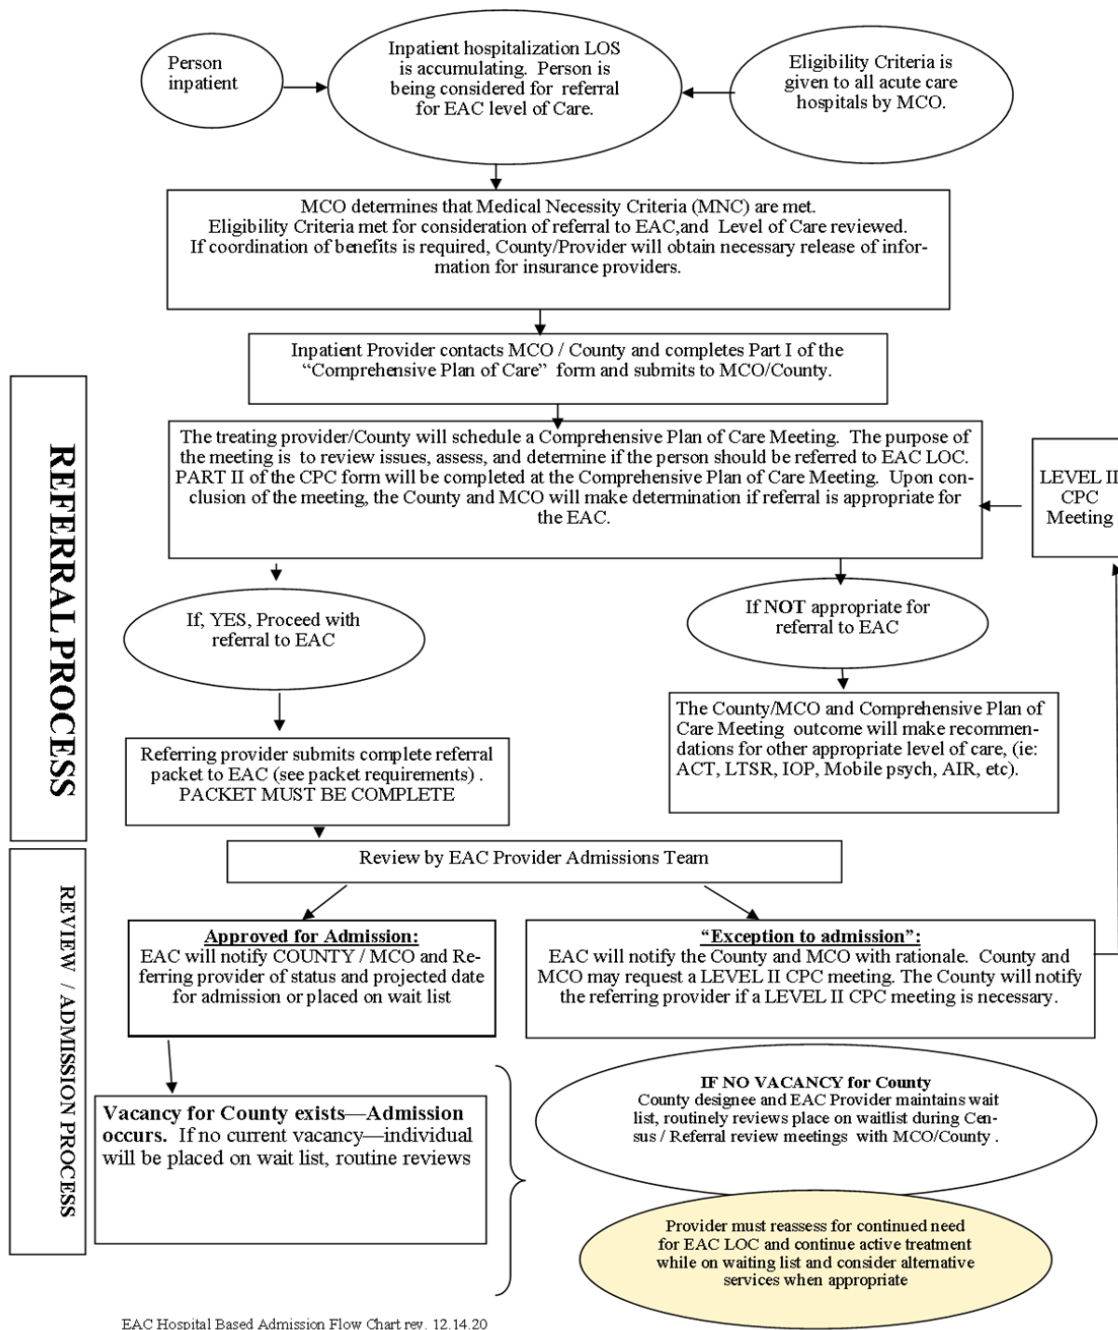 Person
inpatient
Inpatient hospitalization LOS
is accumulating. Person is
being considered for referral
for EAC level of Care.
Eligibility Criteria is
given to all acute care
hospitals by MCO.
MCO determines that Medical Necessity Criteria (MNC) are met.
Eligibility Criteria met for consideration of referral to EAC,and Level of Care reviewed.
If coordination of benefits is required, County/Provider will obtain necessary release of infor-
mation for insurance providers.
Inpatient Provider contacts MCO / County and completes Part I of the
“Comprehensive Plan of Care” form and submits to MCO/County.
REFERRAL PROCESS
The treating provider/County will schedule a Comprehensive Plan of Care Meeting. The purpose of
the meeting is to review issues, assess, and determine if the person should be referred to EAC LOC.
PART II of the CPC form will be completed at the Comprehensive Plan of Care Meeting. Upon con-
clusion of the meeting, the County and MCO will make determination if referral is appropriate for
the EAC.
LEVEL II
CPC
Meeting
If, YES, Proceed with
referral to EAC
If NOT appropriate for
referral to EAC
Referring provider submits complete referral
packet to EAC (see packet requirements) .
PACKET MUST BE COMPLETE
The County/MCO and Comprehensive Plan of
Care Meeting outcome will make recommen-
dations for other appropriate level of care, (ie:
ACT, LTSR, IOP, Mobile psych, AIR, etc).
REVIEW / ADMISSION PROCESS
Review by EAC Provider Admissions Team
Approved for Admission:
EAC will notify COUNTY / MCO and Re-
ferring provider of status and projected date
for admission or placed on wait list
“Exception to admission”:
EAC will notify the County and MCO with rationale. County and
MCO may request a LEVEL II CPC meeting. The County will notify
the referring provider if a LEVEL II CPC meeting is necessary.
Vacancy for County exists—Admission
occurs. If no current vacancy—individual
will be placed on wait list, routine reviews
IF NO VACANCY for County
County designee and EAC Provider maintains wait
list, routinely reviews place on waitlist during Cen-
sus / Referral review meetings with MCO/County .
Provider must reassess for continued need
for EAC LOC and continue active treatment
while on waiting list and consider alternative
services when appropriate
EAC Hospital Based Admission Flow Chart rev. 12.14.20